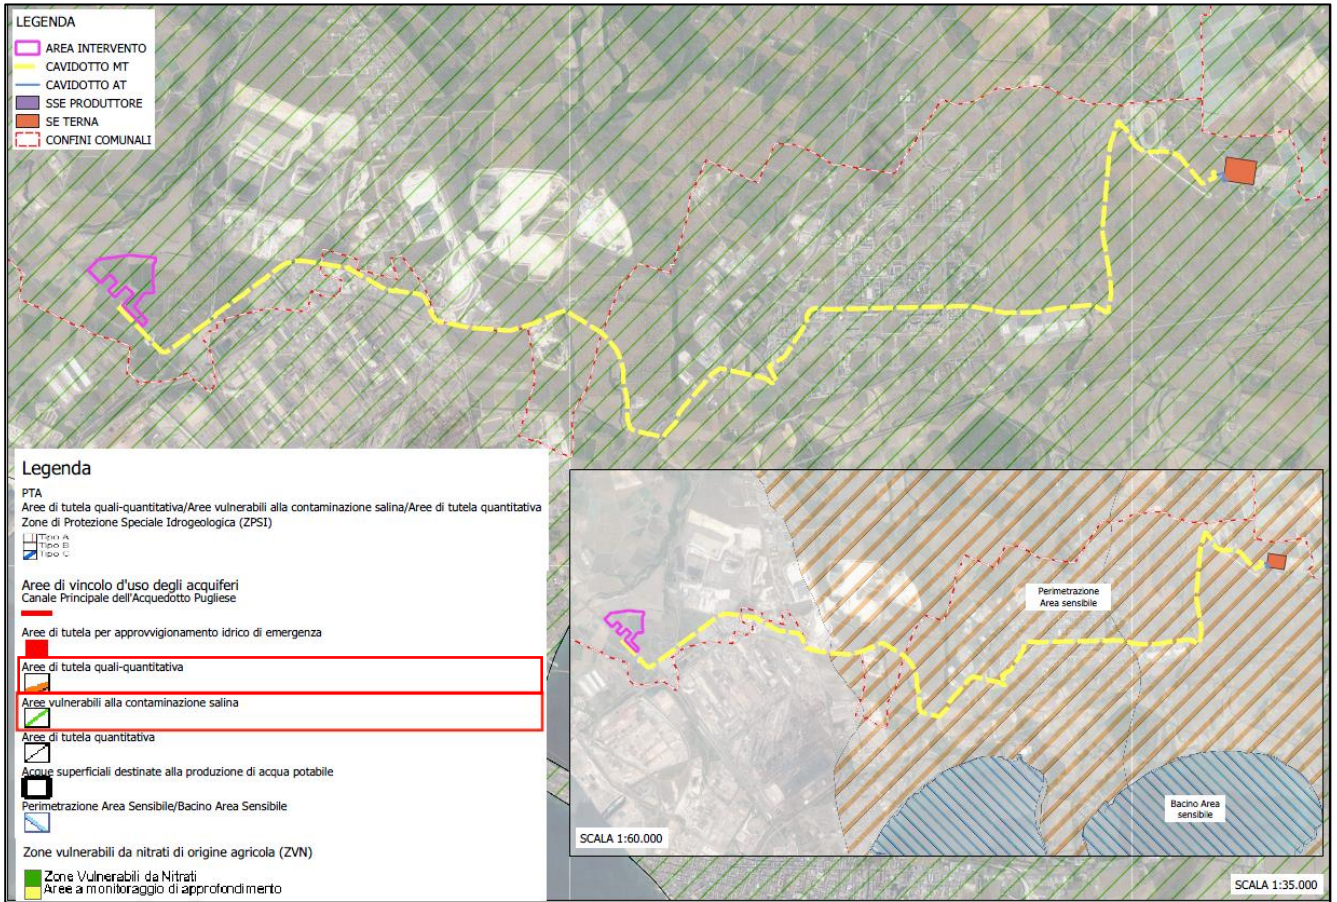 LEGENDA
AREA INTERVENTO
CAVIDOTTO MT
CAVIDOTTO AT
SSE PRODUTTORE
SE TERNA
CONFINI COMUNALI
Legenda
PTA
Aree di tutela quali-quantitativa/Aree vulnerabili alla contaminazione salina/Aree di tutela quantitativa
Zone di Protezione Speciale Idrogeologica (ZPSI)
Tipo A
Tipo B
Tipo C
Aree di vincolo d'uso degli acquiferi
Canale Principale dell'Acquedotto Pugliese
Aree di tutela per approvvigionamento idrico di emergenza
Aree di tutela quali-quantitativa
Aree vulnerabili alla contaminazione salina
Aree di tutela quantitativa
Acque superficiali destinate alla produzione di acqua potabile
Perimetrazione Area Sensibile/Bacino Area Sensibile
Zone vulnerabili da nitrati di origine agricola (ZVN)
Zone Vulnerabili da Nitrati
Aree a monitoraggio di approfondimento
Perimetrazione
Area sensibile
Bacino Area
sensibile
SCALA 1:60.000
SCALA 1:35.000